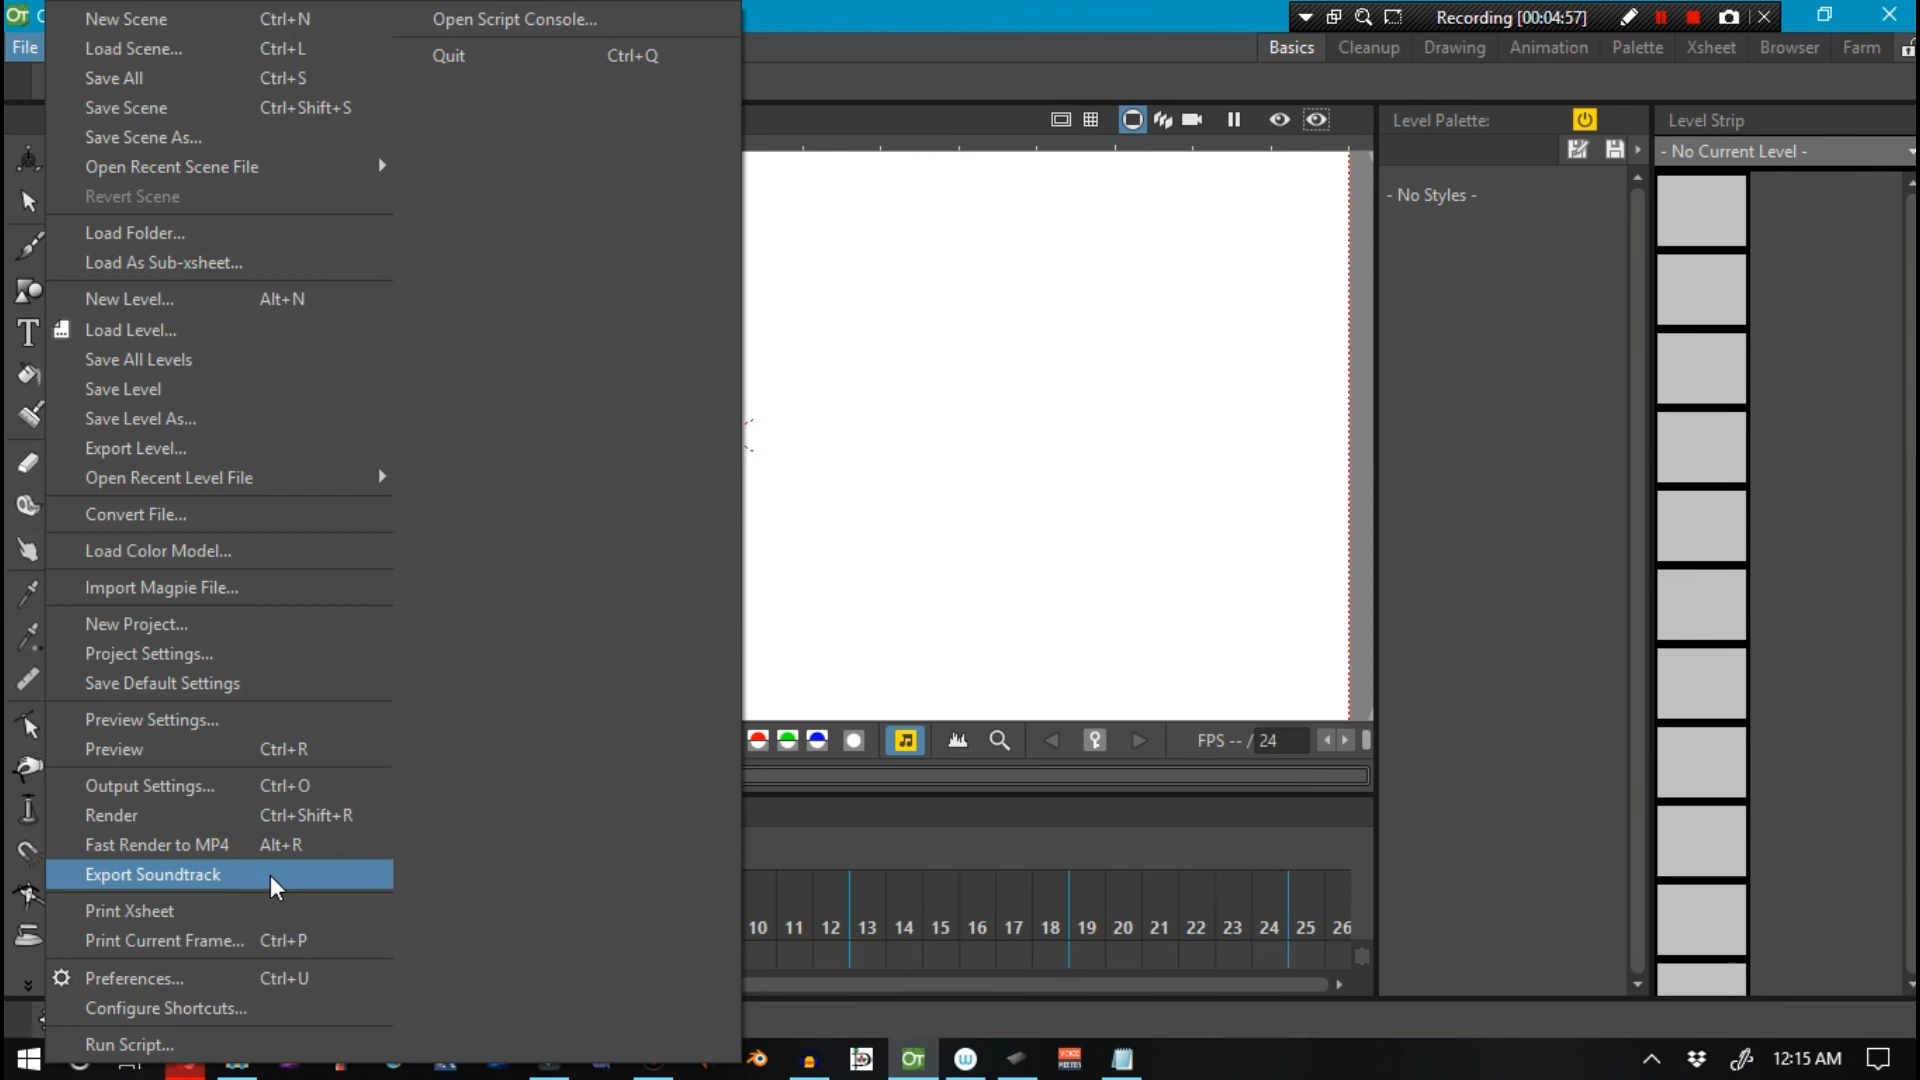 OT
File
New Scene Ctrl+N
Load Scene... Ctrl+L
Save All Ctrl+S
Save Scene Ctrl+Shift+S
Save Scene As...
Open Recent Scene File
Revert Scene
Load Folder...
Load As Sub-xsheet...
New Level... Alt+N
Load Level...
Save All Levels
Save Level
Save Level As...
Export Level...
Open Recent Level File
Convert File...
Load Color Model...
Import Magpie File...
New Project...
Project Settings...
Save Default Settings
Preview Settings...
Preview Ctrl+R
Output Settings... Ctrl+O
Render Ctrl+Shift+R
Fast Render to MP4 Alt+R
Export Soundtrack
Print Xsheet
Print Current Frame... Ctrl+P
Preferences... Ctrl+U
Configure Shortcuts...
Run Script...
Open Script Console...
Quit Ctrl+Q
Recording [00:04:57]
Basics Cleanup Drawing Animation Palette Xsheet Browser Farm
Level Palette:
- No Styles -
Level Strip
- No Current Level -
FPS -- / 24
10 11 12 13 14 15 16 17 18 19 20 21 22 23 24 25 26
OT
12:15 AM